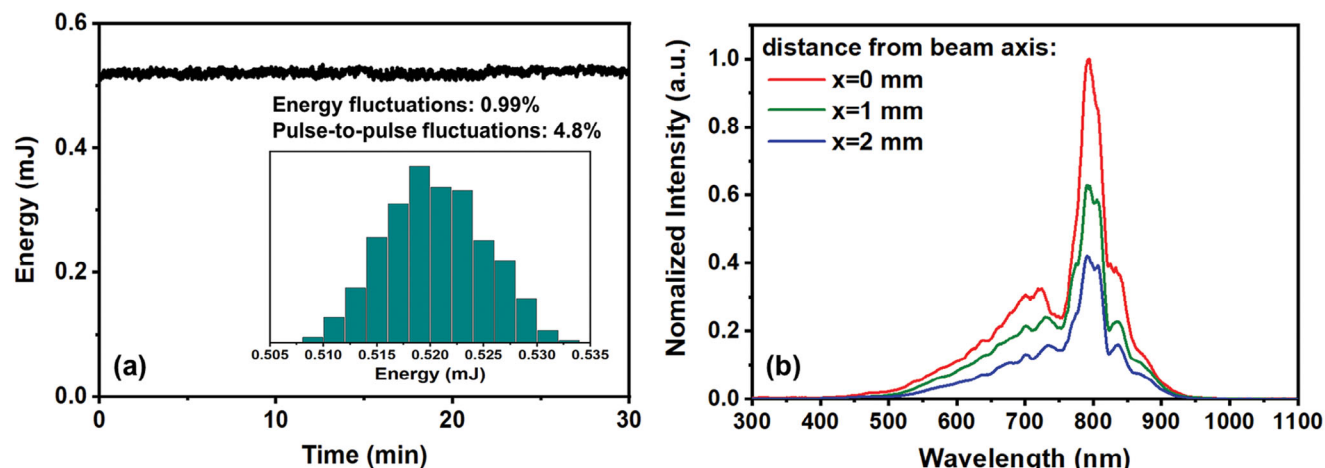 0.6
0.4
0.2
0.0
Energy (mJ)
Energy fluctuations: 0.99%
Pulse-to-pulse fluctuations: 4.8%
0.505 0.510 0.515 0.520 0.525 0.530 0.535
Energy (mJ)
(a)
0 10 20 30
Time (min)
Nomalized Intensity (a.u.)
1.0
0.8
0.6
0.4
0.2
0.0
distance from beam axis:
x=0 mm
x=1 mm
x=2 mm
(b)
300 400 500 600 700 800 900 1000 1100
Wavelength (nm)